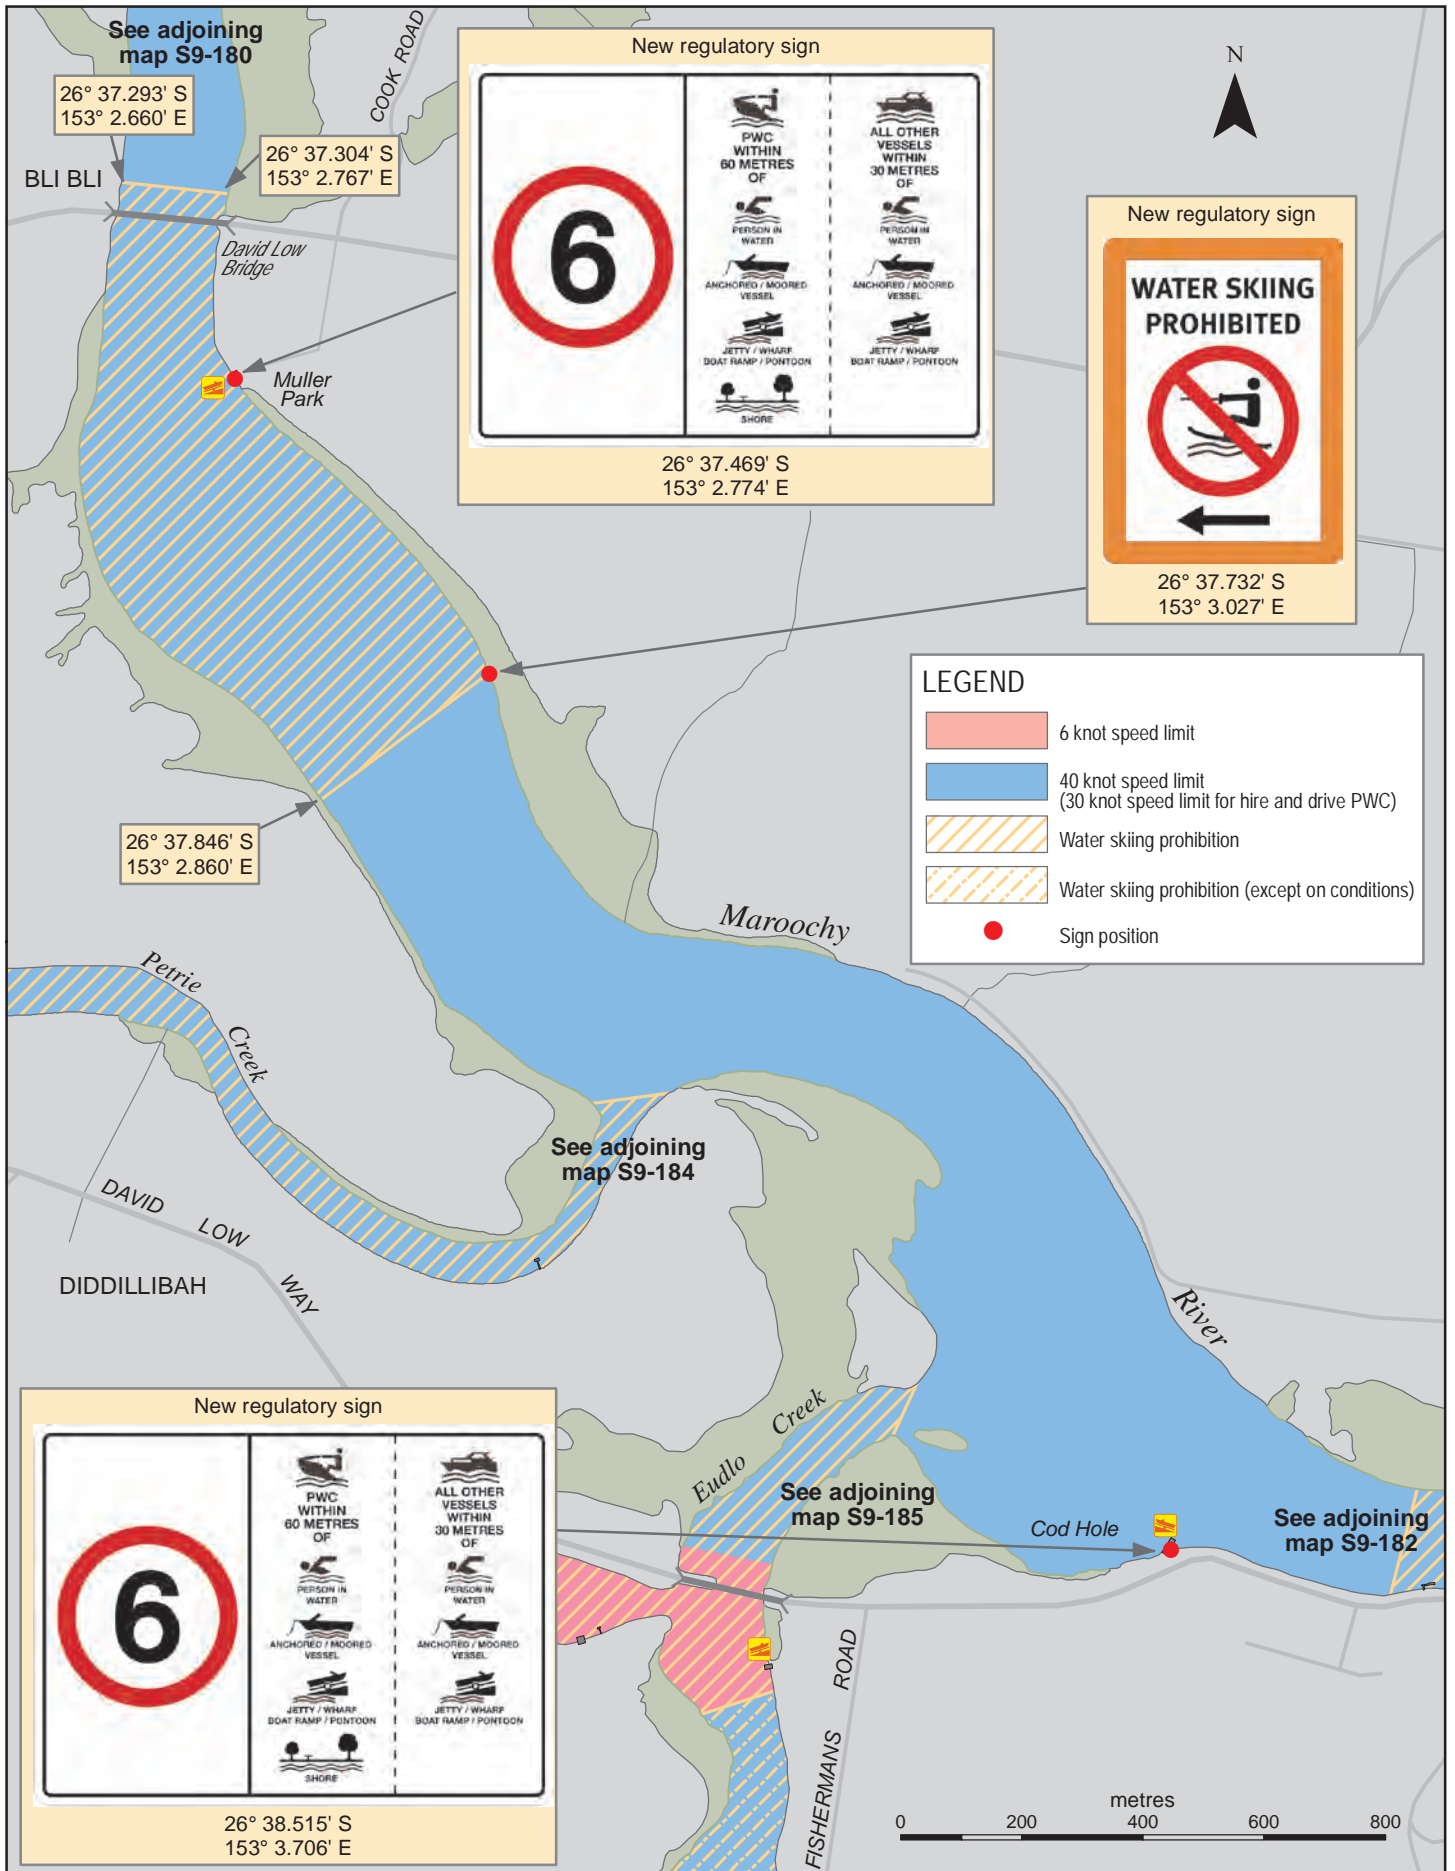 See adjoining
map S9-180
26° 37.293' S
153° 2.660' E
COOK ROAD
26° 37.304' S
153° 2.767' E
BLI BLI
David Low
Bridge
Muller
Park
New regulatory sign
6
PWC
WITHIN
60 METRES
OF
PERSON IN
WATER
ANCHORED / MOORED
VESSEL
JETTY / WHARF
BOAT RAMP / PONTOON
SHORE
ALL OTHER
VESSELS
WITHIN
30 METRES
OF
PERSON IN
WATER
ANCHORED / MOORED
VESSEL
JETTY / WHARF
BOAT RAMP / PONTOON
26° 37.469' S
153° 2.774' E
N
New regulatory sign
WATER SKIING
PROHIBITED
26° 37.732' S
153° 3.027' E
LEGEND
6 knot speed limit
40 knot speed limit
(30 knot speed limit for hire and drive PWC)
Water skiing prohibition
Water skiing prohibition (except on conditions)
Sign position
26° 37.846' S
153° 2.860' E
Maroochy
Petrie
Creek
See adjoining
map S9-184
DAVID
LOW
WAY
DIDDILLIBAH
River
Eudlo
Creek
See adjoining
map S9-185
Cod Hole
See adjoining
map S9-182
New regulatory sign
6
PWC
WITHIN
60 METRES
OF
PERSON IN
WATER
ANCHORED / MOORED
VESSEL
JETTY / WHARF
BOAT RAMP / PONTOON
SHORE
ALL OTHER
VESSELS
WITHIN
30 METRES
OF
PERSON IN
WATER
ANCHORED / MOORED
VESSEL
JETTY / WHARF
BOAT RAMP / PONTOON
26° 38.515' S
153° 3.706' E
FISHERMANS ROAD
metres
0 200 400 600 800